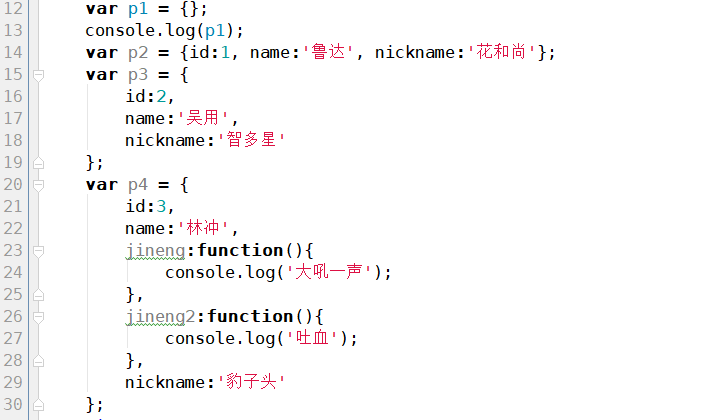 12 var p1 = {};
13 console.log(p1);
14 var p2 = {id:1, name:'鲁达', nickname:'花和尚'};
15 var p3 = {
16 id:2,
17 name:'吴用',
18 nickname:'智多星'
19 };
20 var p4 = {
21 id:3,
22 name:'林冲',
23 jineng:function(){
24 console.log('大吼一声');
25 },
26 jineng2:function(){
27 console.log('吐血');
28 },
29 nickname:'豹子头'
30 };